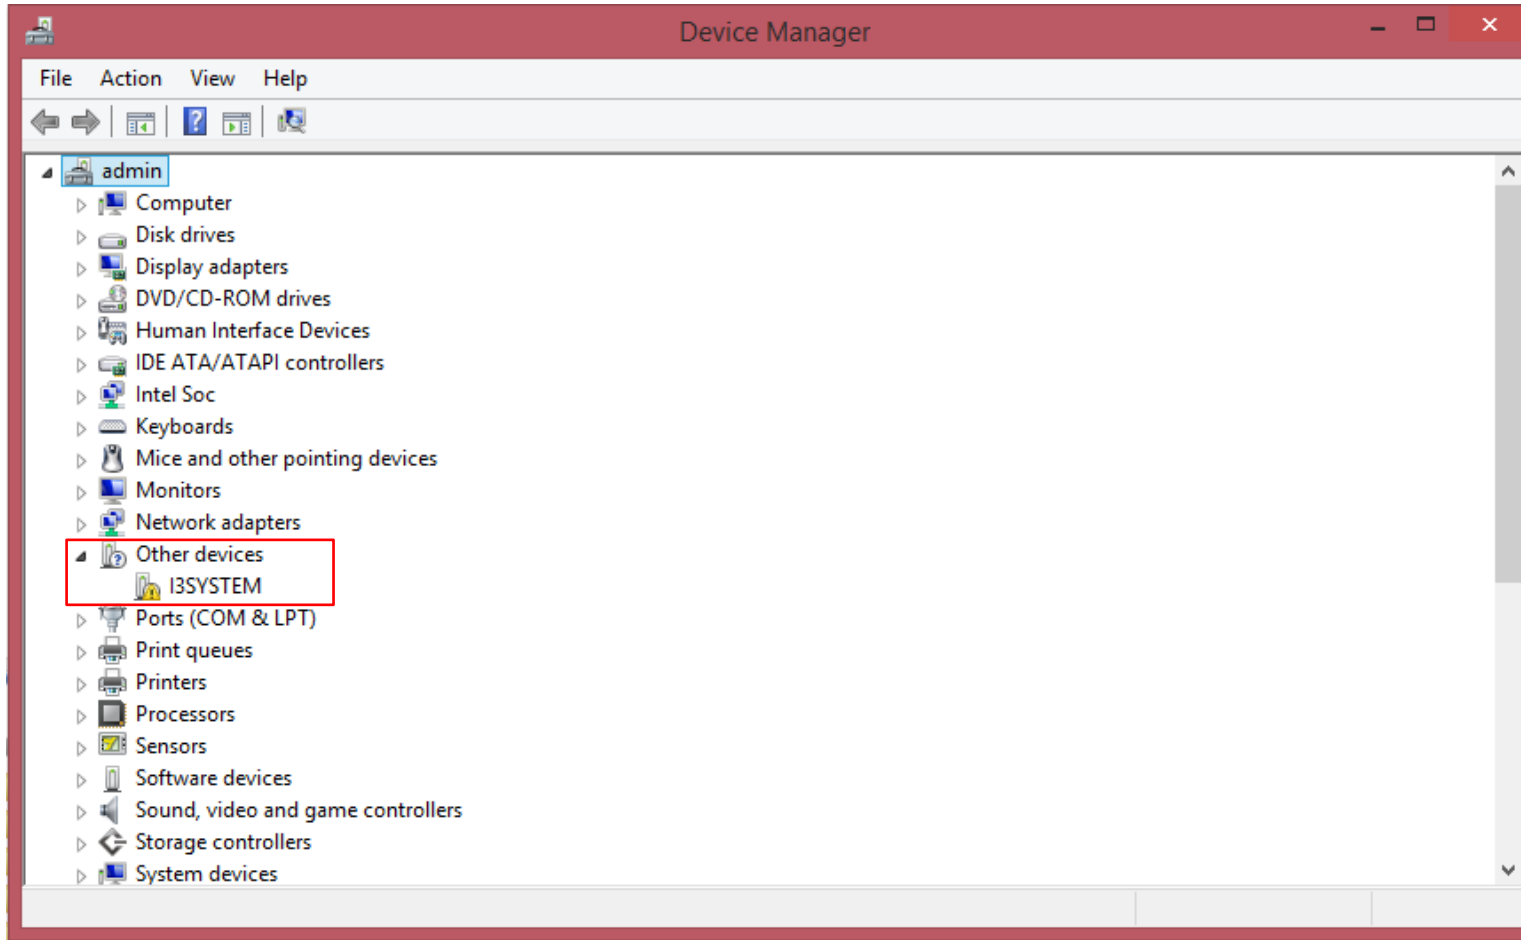 Device Manager
File Action View Help
admin
Computer
Disk drives
Display adapters
DVD/CD-ROM drives
Human Interface Devices
IDE ATA/ATAPI controllers
Intel Soc
Keyboards
Mice and other pointing devices
Monitors
Network adapters
Other devices
I3SYSTEM
Ports (COM & LPT)
Print queues
Printers
Processors
Sensors
Software devices
Sound, video and game controllers
Storage controllers
System devices